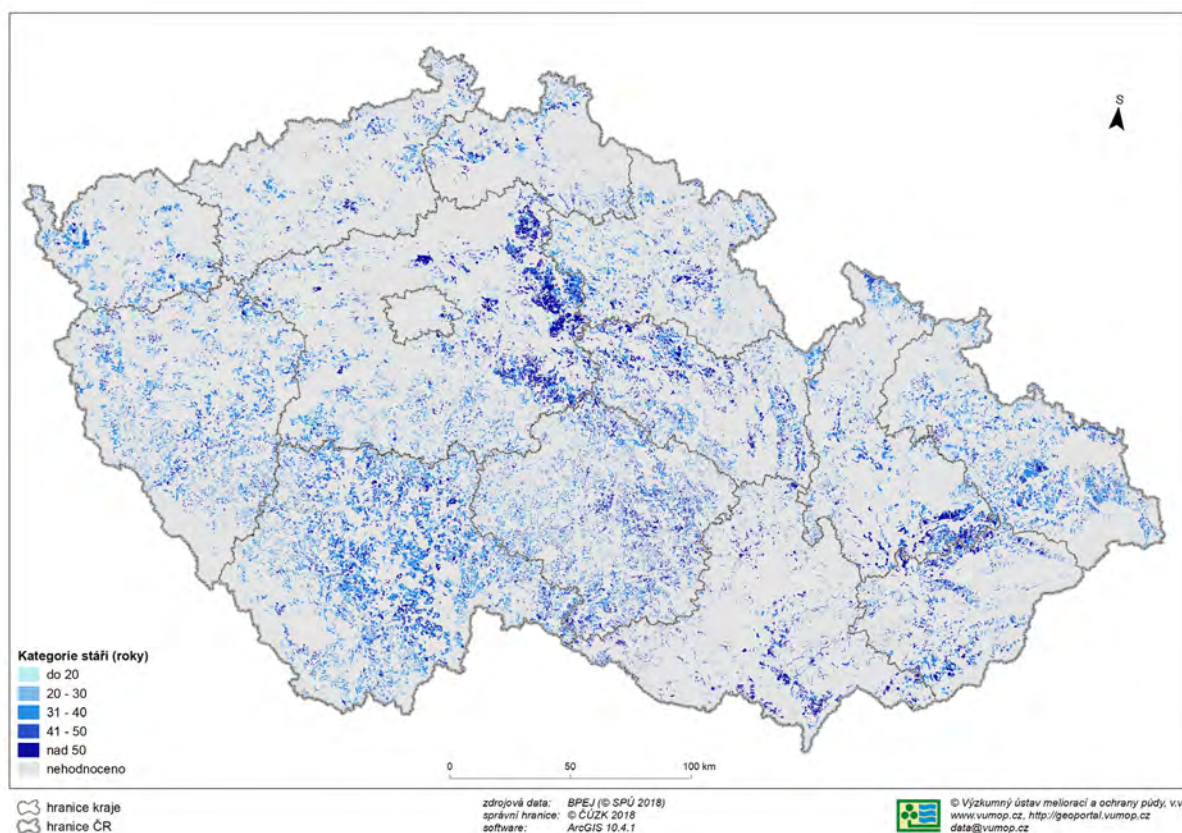 S
Kategorie stáří (roky)
do 20
20 - 30
31 - 40
41 - 50
nad 50
nehodnoceno
0 50 100 km
hranice kraje
hranice ČR
zdrojová data: BPEJ (© SPÚ 2018)
správní hranice: © ČÚZK 2018
software: ArcGIS 10.4.1
© Výzkumný ústav meliorací a ochrany půdy, v.v
www.vumop.cz, http://geoportal.vumop.cz
data@vumop.cz